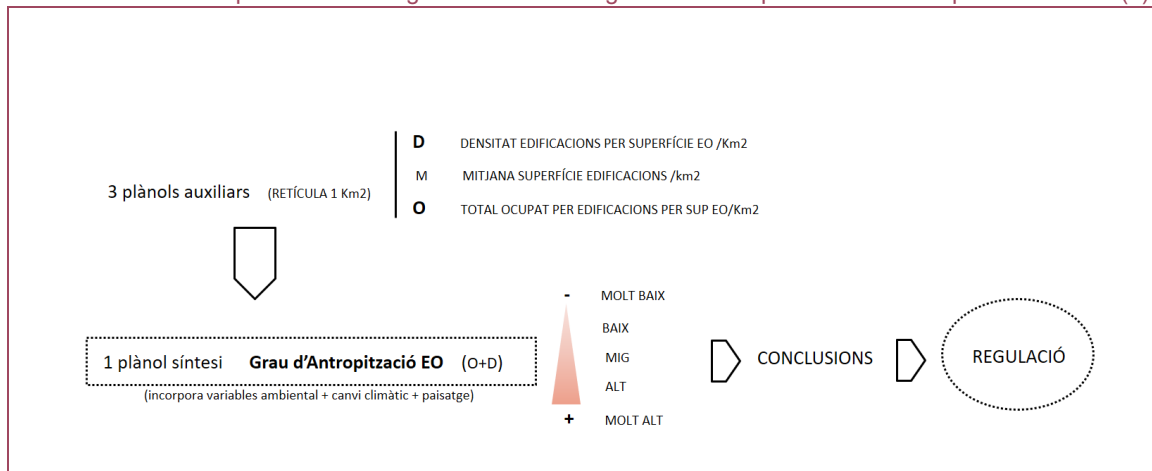 D DENSITAT EDIFICACIONS PER SUPERFÍCIE EO /Km2
3 plànols auxiliars (RETÍCULA 1 Km2)
M MITJANA SUPERFÍCIE EDIFICACIONS /km2
O TOTAL OCUPAT PER EDIFICACIONS PER SUP EO/Km2
- MOLT BAIX
BAIX
MIG
ALT
+ MOLT ALT
1 plànol síntesi Grau d'Antropització EO (O+D)
(incorpora variables ambiental + canvi climàtic + paisatge)
CONCLUSIONS
REGULACIÓ